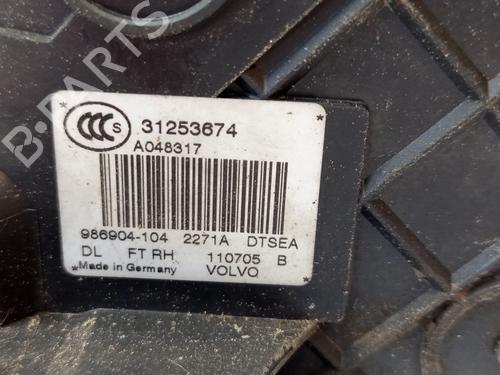 CCC S 31253674
A048317
986904-104 2271A DTSEA
DL FT RH 110705 B
Made in Germany VOLVO
B-PARTS